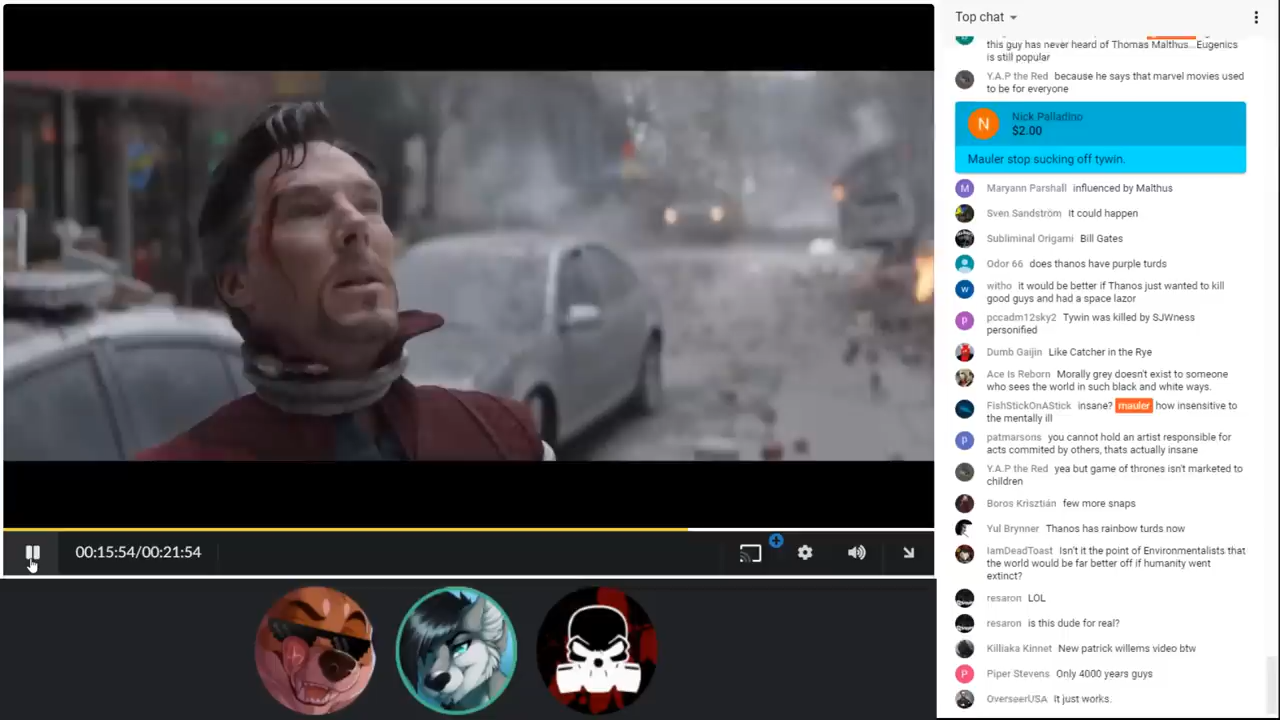 Top chat
this guy has never heard of Thomas Malthus...Eugenics
is still popular
Y.A.P the Red because he says that marvel movies used
to be for everyone
N
Nick Palladino
$2.00
Mauler stop sucking off tywin.
M Maryann Parshall influenced by Malthus
Sven Sandström It could happen
Subliminal Origami Bill Gates
Odor 66 does thanos have purple turds
w witho it would be better if Thanos just wanted to kill
good guys and had a space lazor
P pccadm12sky2 Tywin was killed by SJWness
personified
Dumb Gaijin Like Catcher in the Rye
Ace Is Reborn Morally grey doesn't exist to someone
who sees the world in such black and white ways.
FishStickOnAStick insane? mauler how insensitive to
the mentally ill
P patmarsons you cannot hold an artist responsible for
acts commited by others, thats actually insane
Y.A.P the Red yea but game of thrones isn't marketed to
children
Boros Krisztián few more snaps
Yul Brynner Thanos has rainbow turds now
IamDeadToast Isn't it the point of Environmentalists that
the world would be far better off if humanity went
extinct?
resaron LOL
resaron is this dude for real?
Killiaka Kinnet New patrick willems video btw
P Piper Stevens Only 4000 years guys
OverseerUSA It just works.
00:15:54/00:21:54